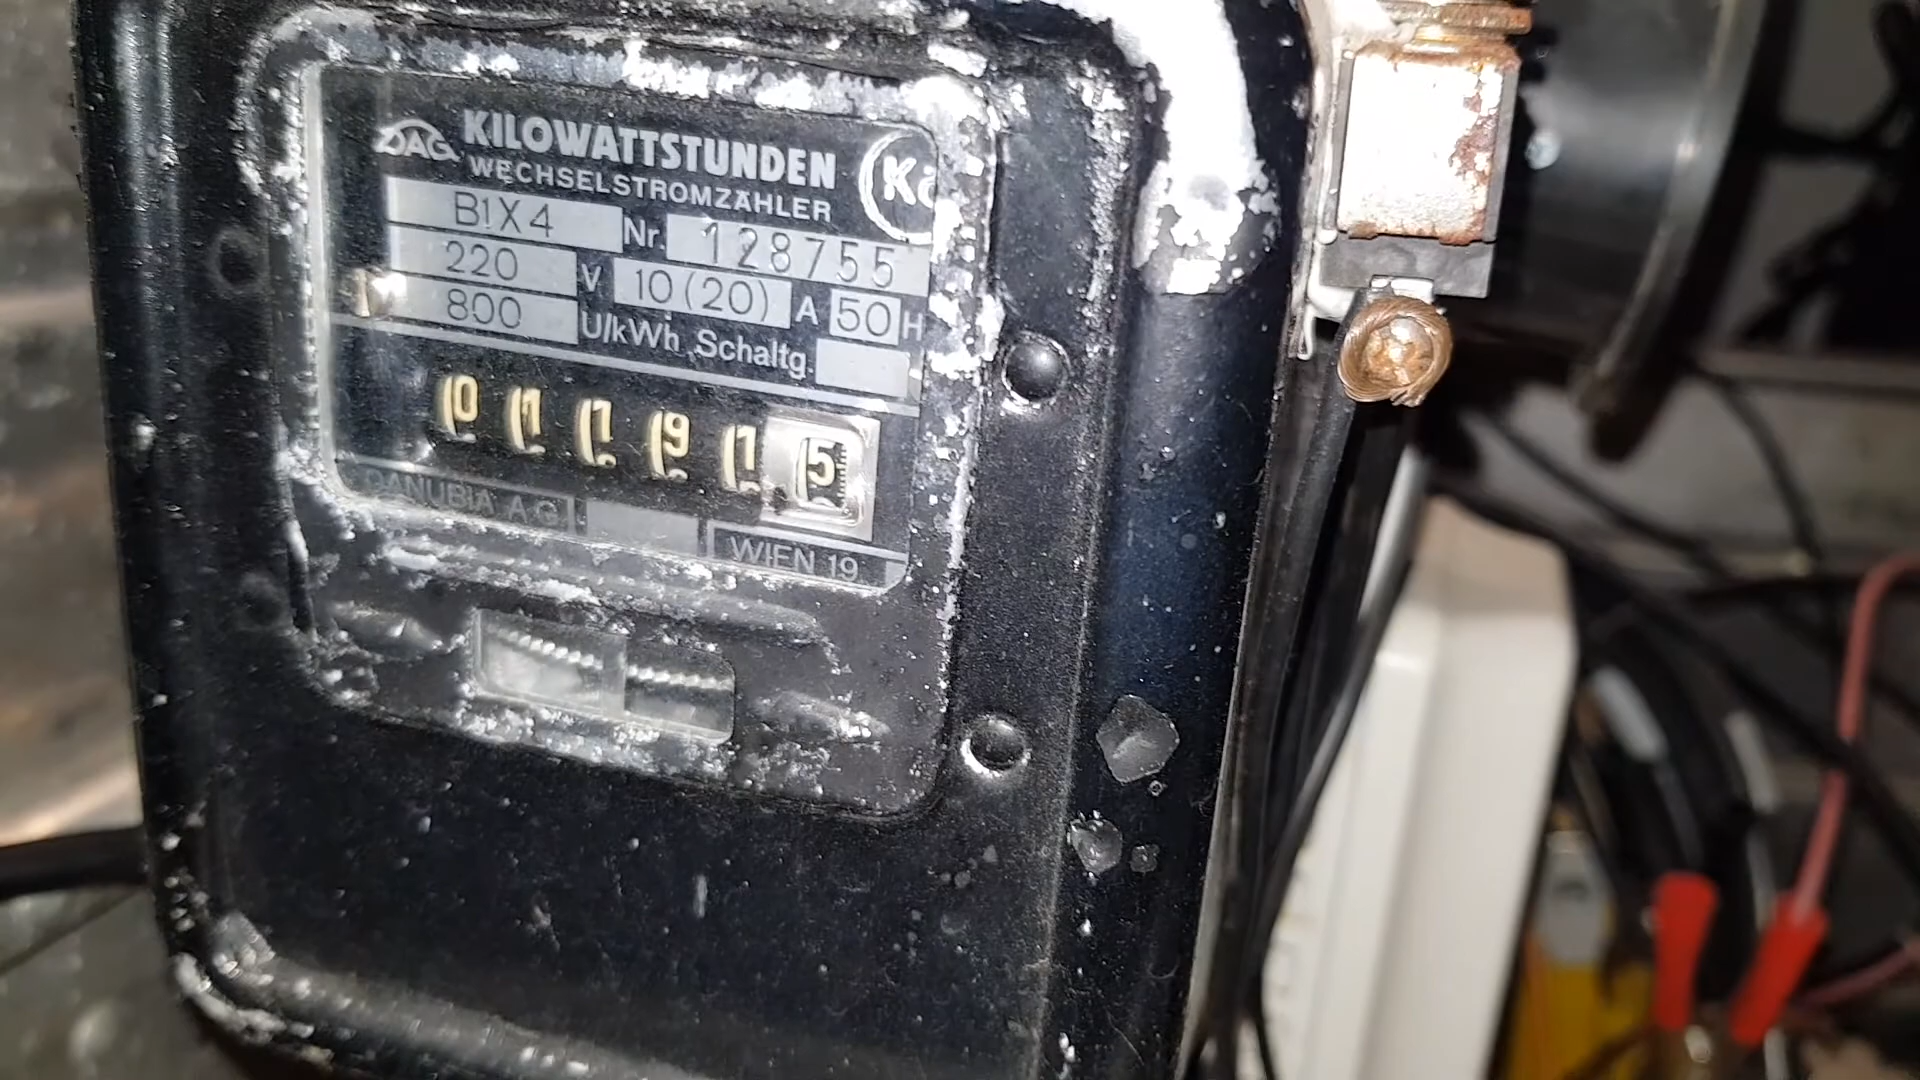 DAG KILOWATTSTUNDEN
WECHSELSTROMZÄHLER
B1X4 Nr. 128755
220 V 10(20) A 50 H
800 U/kWh Schaltg.
0 1 1 9 1 5
DANUBIA A.G. WIEN 19